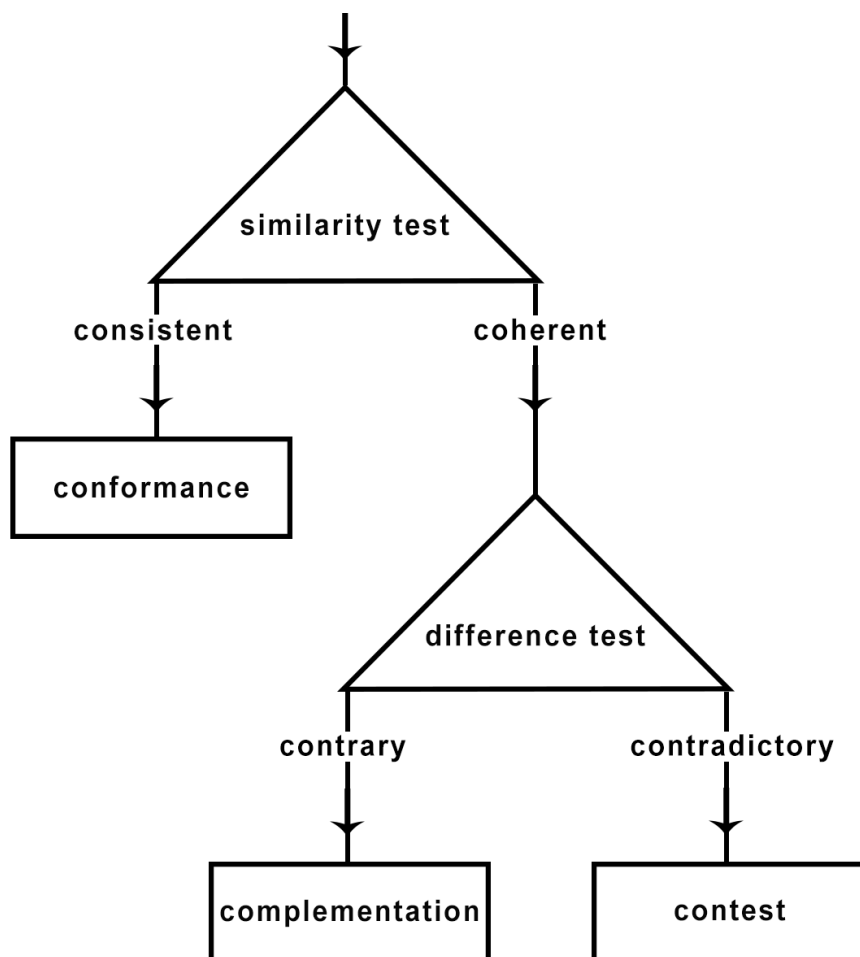 similarity test
consistent
coherent
conformance
difference test
contrary
contradictory
complementation
contest